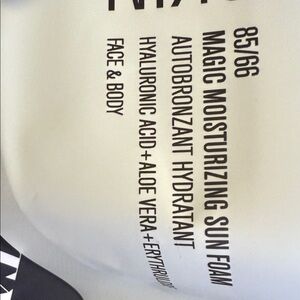 85/66
MAGIC MOISTURIZING SUN FOAM
AUTOBRONZANT HYDRATANT
HYALURONIC ACID+ALOE VERA+ERYTHRULOSE
FACE & BODY